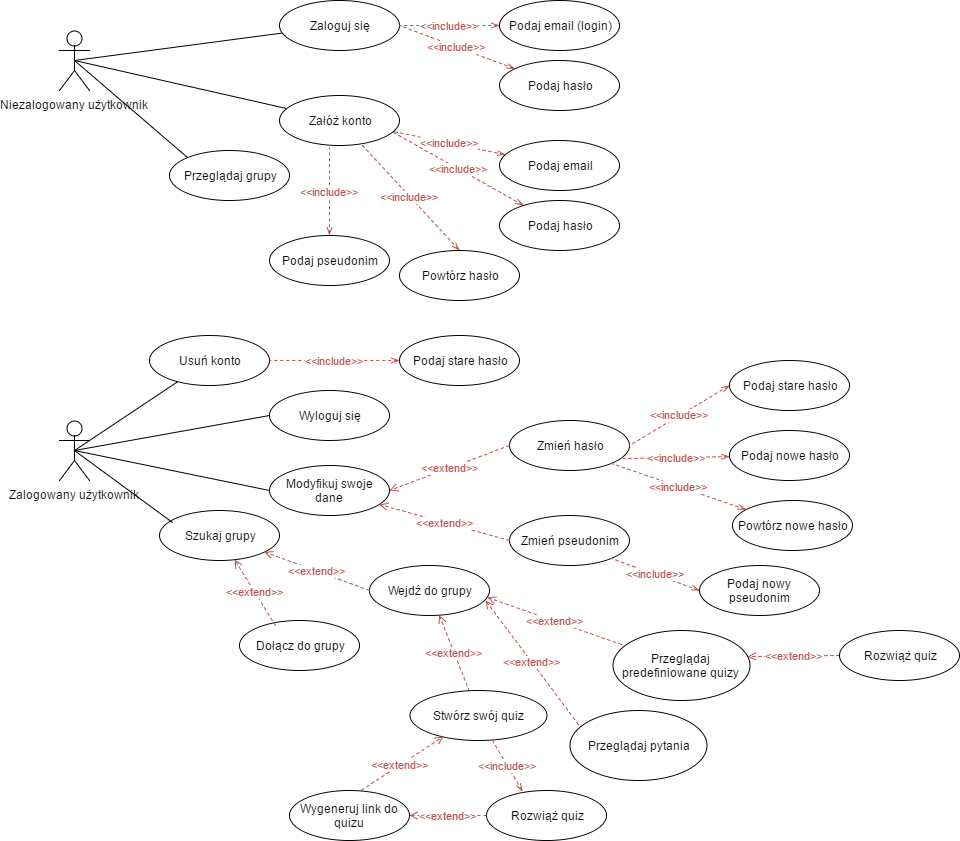 Zaloguj się
<<include>>
Podaj email (login)
<<include>>
Podaj hasło
Niezalogowany użytkownik
Załóż konto
<<include>>
Podaj email
<<include>>
Przeglądaj grupy
<<include>>
<<include>>
Podaj hasło
Podaj pseudonim
Powtórz hasło
Usuń konto
<<include>>
Podaj stare hasło
Podaj stare hasło
Wyloguj się
<<include>>
Zmień hasło
Podaj nowe hasło
<<include>>
<<extend>>
Zalogowany użytkownik
Modyfikuj swoje
dane
<<include>>
Powtórz nowe hasło
<<extend>>
Szukaj grupy
Zmień pseudonim
<<extend>>
<<include>>
Podaj nowy
pseudonim
<<extend>>
Wejdź do grupy
<<extend>>
Dołącz do grupy
<<extend>>
<<extend>>
Przeglądaj
predefiniowane quizy
<<extend>>
Rozwiąż quiz
Stwórz swój quiz
Przeglądaj pytania
<<extend>>
<<include>>
Wygeneruj link do
quizu
<<extend>>
Rozwiąź quiz